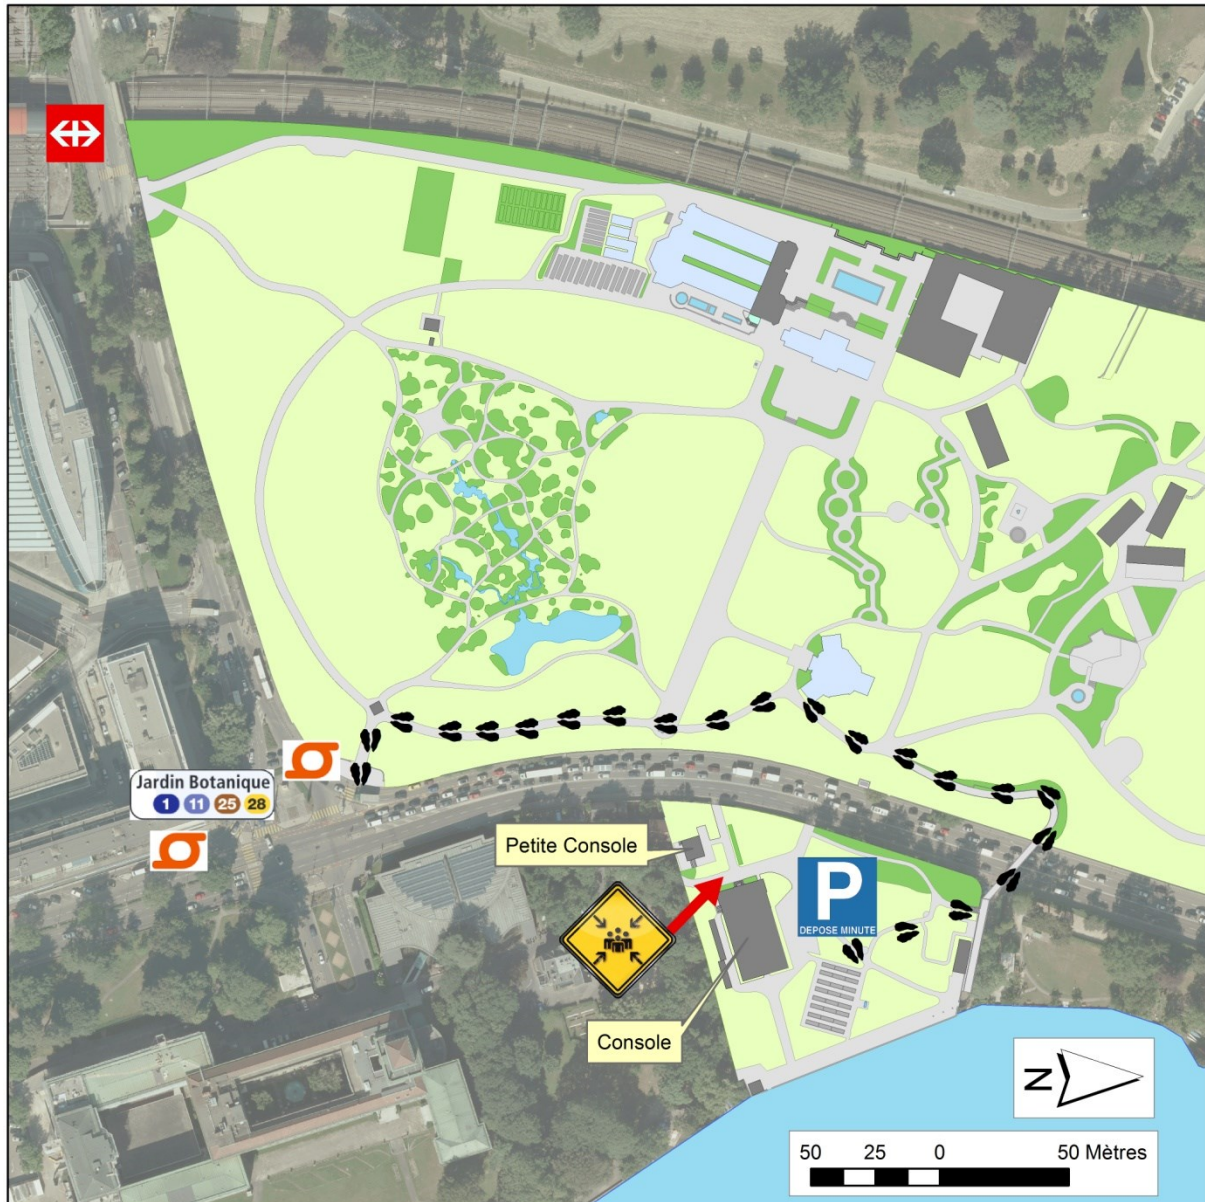 Jardin Botanique
1 11 25 28
Petite Console
P
DEPOSE MINUTE
Console
N
50 25 0 50 Mètres